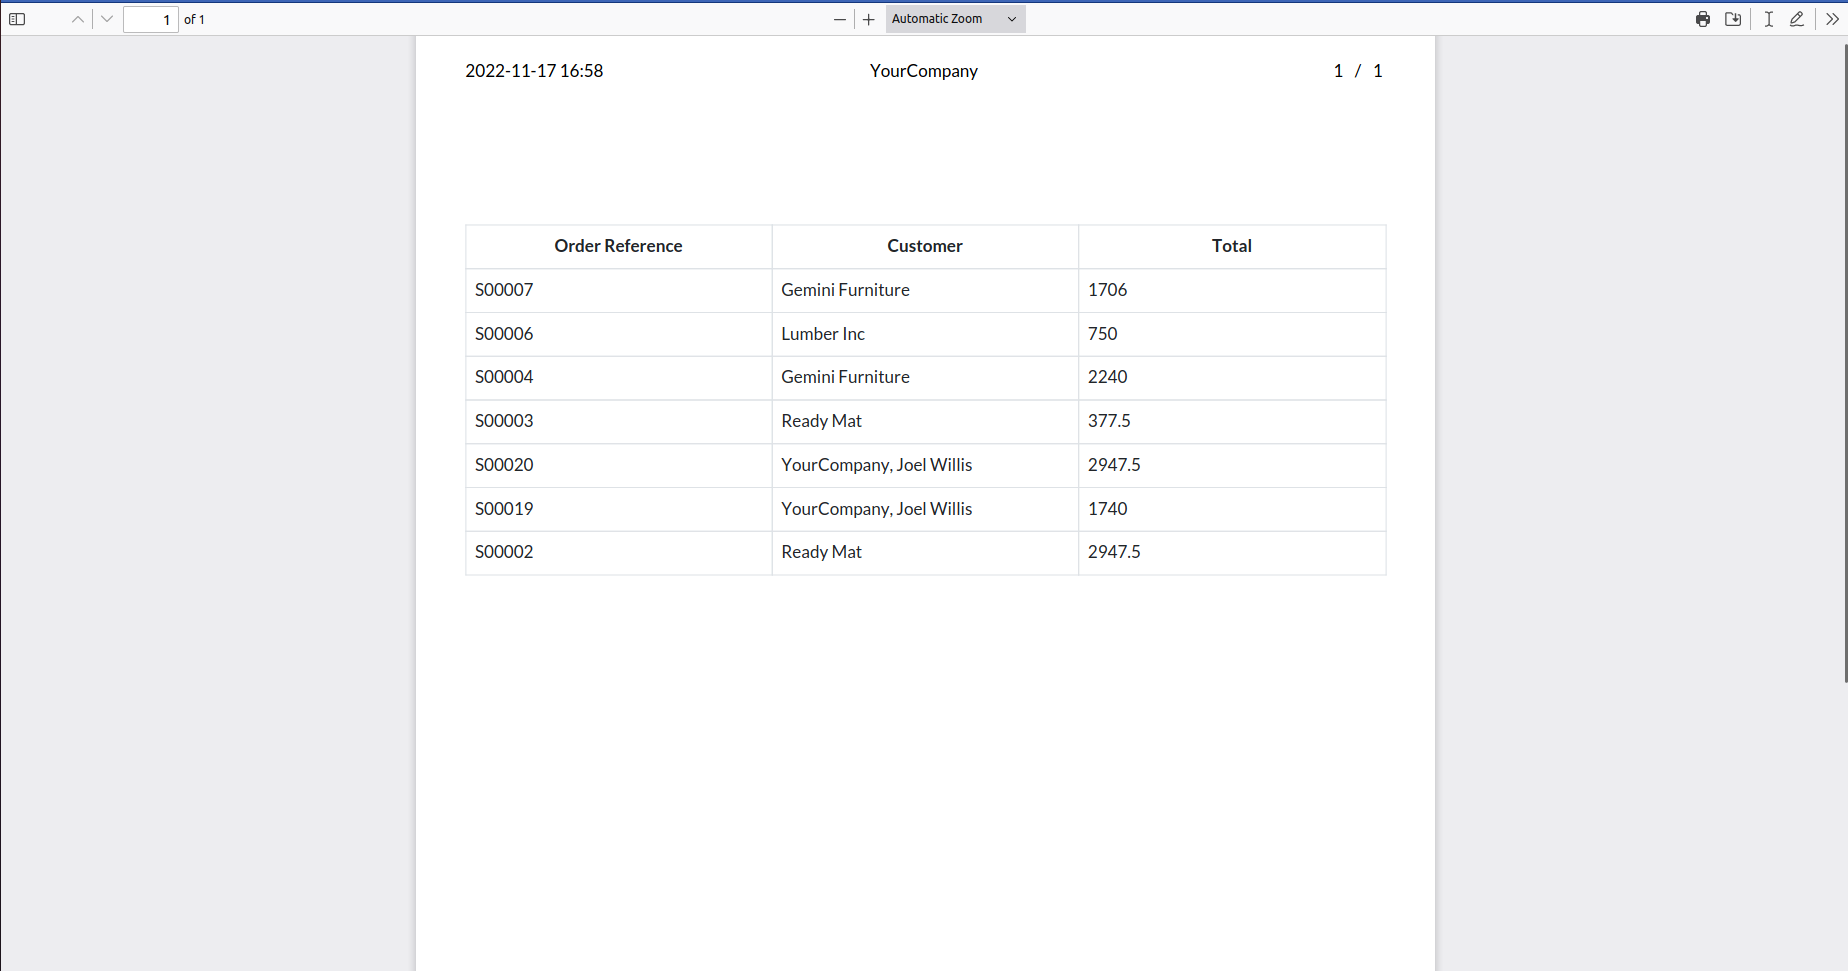 1 of 1 Automatic Zoom
2022-11-17 16:58 YourCompany 1 / 1
Order Reference Customer Total
S00007 Gemini Furniture 1706
S00006 Lumber Inc 750
S00004 Gemini Furniture 2240
S00003 Ready Mat 377.5
S00020 YourCompany, Joel Willis 2947.5
S00019 YourCompany, Joel Willis 1740
S00002 Ready Mat 2947.5